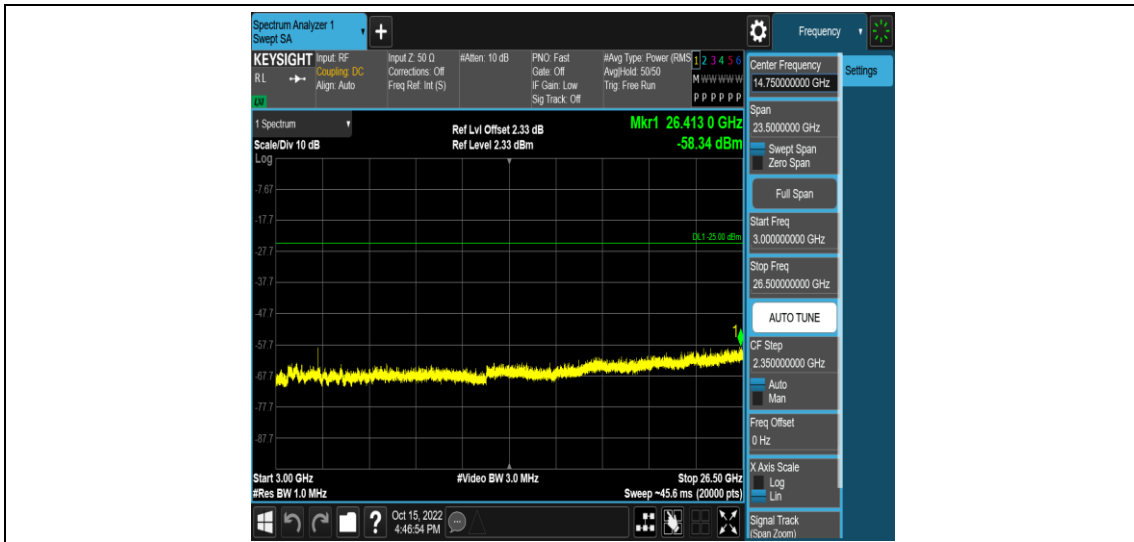 Spectrum Analyzer 1
Swept SA
+
Frequency
KEYSIGHT
RL
LXI
Input: RF
Coupling: DC
Align: Auto
Input Z: 50 Ω
Corrections: Off
Freq Ref: Int (S)
#Atten: 10 dB
PNO: Fast
Gate: Off
IF Gain: Low
Sig Track: Off
#Avg Type: Power (RMS
Avg|Hold: 50/50
Trig: Free Run
1 2 3 4 5 6
M W W W W W
P P P P P P
Center Frequency
14.750000000 GHz
Settings
1 Spectrum
Scale/Div 10 dB
Log
Ref Lvl Offset 2.33 dB
Ref Level 2.33 dBm
Mkr1 26.413 0 GHz
-58.34 dBm
-7.67
-17.7
-27.7
-37.7
-47.7
-57.7
-67.7
-77.7
-87.7
DL1 -25.00 dBm
1
Start 3.00 GHz
#Res BW 1.0 MHz
#Video BW 3.0 MHz
Stop 26.50 GHz
Sweep ~45.6 ms (20000 pts)
Span
23.5000000 GHz
Swept Span
Zero Span
Full Span
Start Freq
3.000000000 GHz
Stop Freq
26.500000000 GHz
AUTO TUNE
CF Step
2.350000000 GHz
Auto
Man
Freq Offset
0 Hz
X Axis Scale
Log
Lin
Signal Track
(Span Zoom)
?
Oct 15, 2022
4:46:54 PM